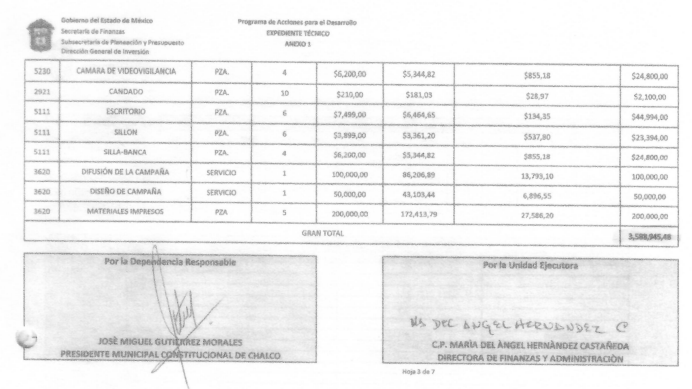 Gobierno del Estado de México
Secretaría de Finanzas
Subsecretaría de Planeación y Presupuesto
Dirección General de Inversión
Programa de Acciones para el Desarrollo
EXPEDIENTE TÉCNICO
ANEXO 1
5230 CAMARA DE VIDEOVIGILANCIA PZA. 4 $6,200,00 $5,344,82 $855,18 $24,800,00
2921 CANDADO PZA. 10 $210,00 $181,03 $28,97 $2,100,00
5111 ESCRITORIO PZA. 6 $7,499,00 $6,464,65 $134,35 $44,994,00
5111 SILLON PZA. 6 $3,899,00 $3,361,20 $537,80 $23,394,00
5111 SILLA-BANCA PZA. 4 $6,200,00 $5,344,82 $855,18 $24,800,00
3620 DIFUSIÓN DE LA CAMPAÑA SERVICIO 1 100,000,00 86,206,89 13,793,10 100,000,00
3620 DISEÑO DE CAMPAÑA SERVICIO 1 50,000,00 43,103,44 6,896,55 50,000,00
3620 MATERIALES IMPRESOS PZA 5 200,000,00 172,413,79 27,586,20 200,000,00
GRAN TOTAL 3,588,945,48
Por la Dependencia Responsable
JOSÈ MIGUEL GUTIÈRREZ MORALES
PRESIDENTE MUNICIPAL CONSTITUCIONAL DE CHALCO
Por la Unidad Ejecutora
Ma DEL ANGEL HERNANDEZ C
C.P. MARÌA DEL ÀNGEL HERNÀNDEZ CASTAÑEDA
DIRECTORA DE FINANZAS Y ADMINISTRACIÒN
Hoja 3 de 7